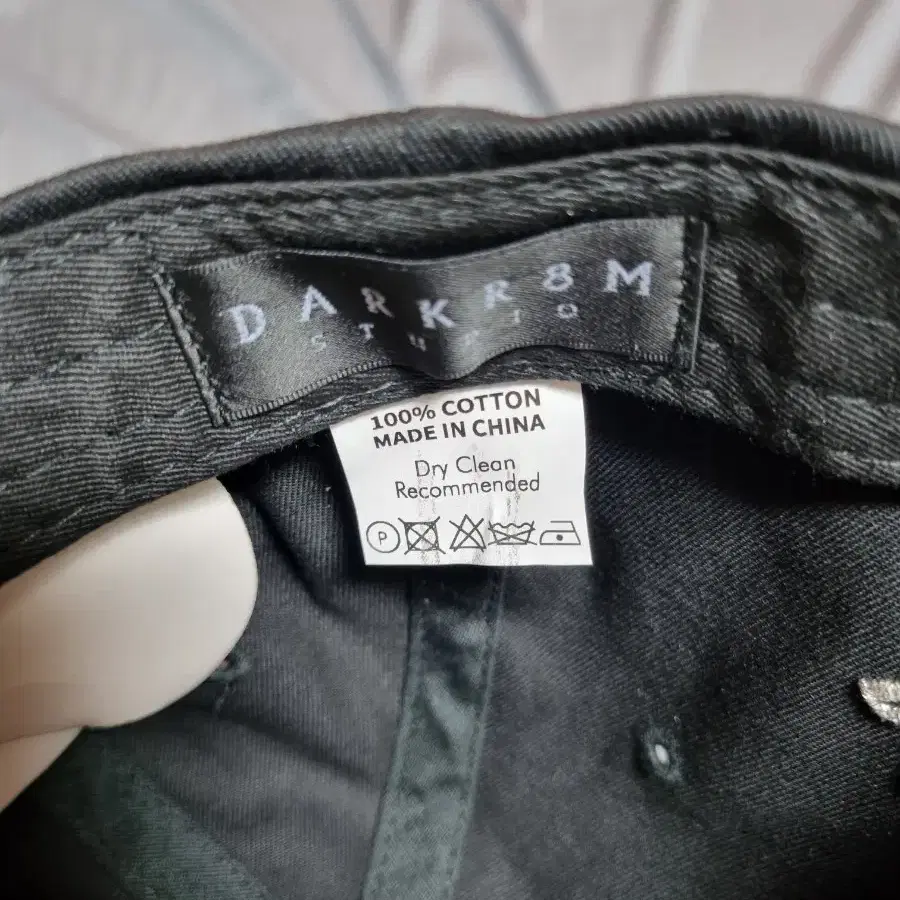 DARKR8M
STUDIO
100% COTTON
MADE IN CHINA
Dry Clean
Recommended
P